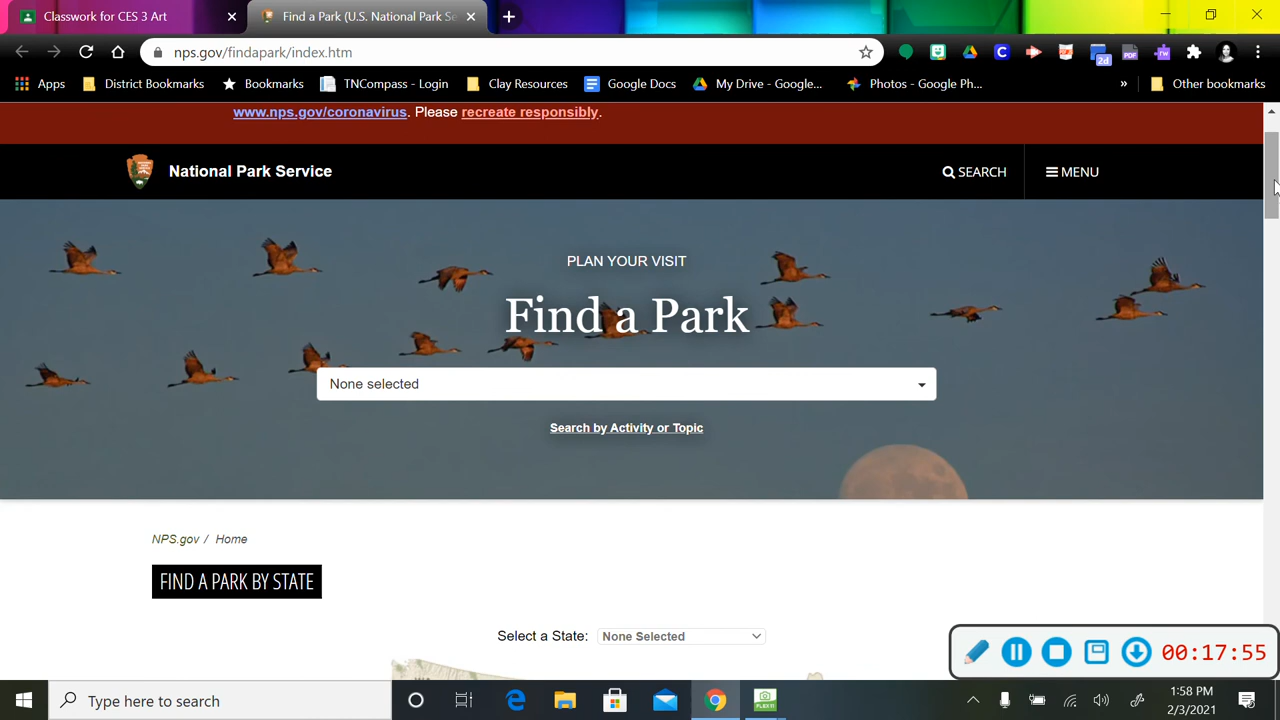 Classwork for CES 3 Art
Find a Park (U.S. National Park Se
nps.gov/findapark/index.htm
2d
PDF
rw
Apps
District Bookmarks
Bookmarks
TNCompass - Login
Clay Resources
Google Docs
My Drive - Google...
Photos - Google Ph...
»
Other bookmarks
www.nps.gov/coronavirus. Please recreate responsibly.
National Park Service
SEARCH
MENU
PLAN YOUR VISIT
Find a Park
None selected
Search by Activity or Topic
NPS.gov / Home
FIND A PARK BY STATE
Select a State: None Selected
00:17:55
Type here to search
1:58 PM
2/3/2021